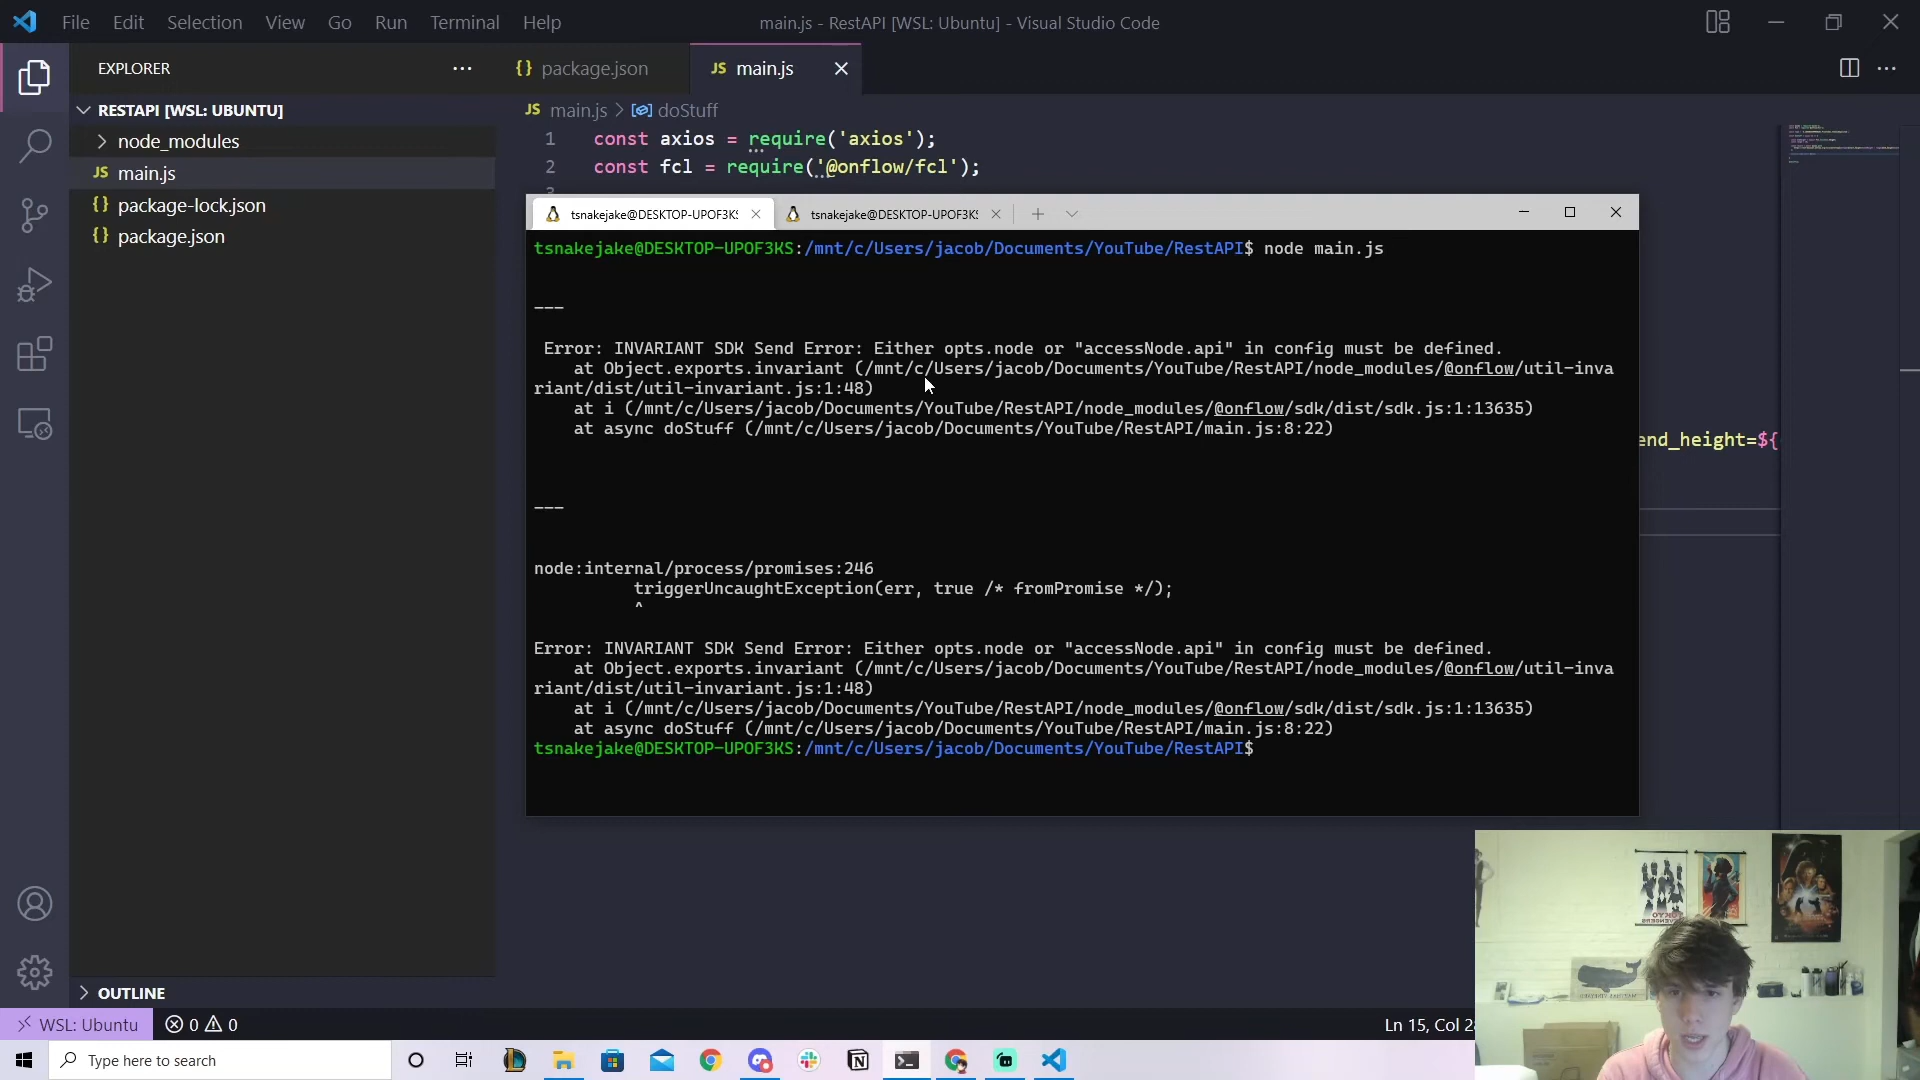 File Edit Selection View Go Run Terminal Help
main.js - RestAPI [WSL: Ubuntu] - Visual Studio Code
EXPLORER
{} package.json
JS main.js
RESTAPI [WSL: UBUNTU]
node_modules
JS main.js
{} package-lock.json
{} package.json
JS main.js > doStuff
1 const axios = require('axios');
2 const fcl = require('@onflow/fcl');
3
tsnakejake@DESKTOP-UPOF3KS
tsnakejake@DESKTOP-UPOF3KS
tsnakejake@DESKTOP-UPOF3KS:/mnt/c/Users/jacob/Documents/YouTube/RestAPI$ node main.js
---
Error: INVARIANT SDK Send Error: Either opts.node or "accessNode.api" in config must be defined.
at Object.exports.invariant (/mnt/c/Users/jacob/Documents/YouTube/RestAPI/node_modules/@onflow/util-inva
riant/dist/util-invariant.js:1:48)
at i (/mnt/c/Users/jacob/Documents/YouTube/RestAPI/node_modules/@onflow/sdk/dist/sdk.js:1:13635)
at async doStuff (/mnt/c/Users/jacob/Documents/YouTube/RestAPI/main.js:8:22)
end_height=${
---
node:internal/process/promises:246
triggerUncaughtException(err, true /* fromPromise */);
^
Error: INVARIANT SDK Send Error: Either opts.node or "accessNode.api" in config must be defined.
at Object.exports.invariant (/mnt/c/Users/jacob/Documents/YouTube/RestAPI/node_modules/@onflow/util-inva
riant/dist/util-invariant.js:1:48)
at i (/mnt/c/Users/jacob/Documents/YouTube/RestAPI/node_modules/@onflow/sdk/dist/sdk.js:1:13635)
at async doStuff (/mnt/c/Users/jacob/Documents/YouTube/RestAPI/main.js:8:22)
tsnakejake@DESKTOP-UPOF3KS:/mnt/c/Users/jacob/Documents/YouTube/RestAPI$
OUTLINE
WSL: Ubuntu
0 0
Ln 15, Col
Type here to search